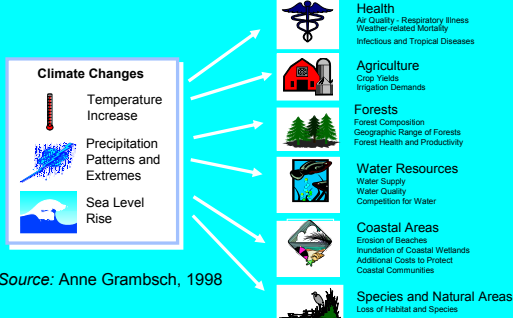 Climate Changes
Temperature
Increase
Precipitation
Patterns and
Extremes
Sea Level
Rise
Source: Anne Grambsch, 1998
Health
Air Quality - Respiratory Illness
Weather-related Mortality
Infectious and Tropical Diseases
Agriculture
Crop Yields
Irrigation Demands
Forests
Forest Composition
Geographic Range of Forests
Forest Health and Productivity
Water Resources
Water Supply
Water Quality
Competition for Water
Coastal Areas
Erosion of Beaches
Inundation of Coastal Wetlands
Additional Costs to Protect
Coastal Communities
Species and Natural Areas
Loss of Habitat and Species